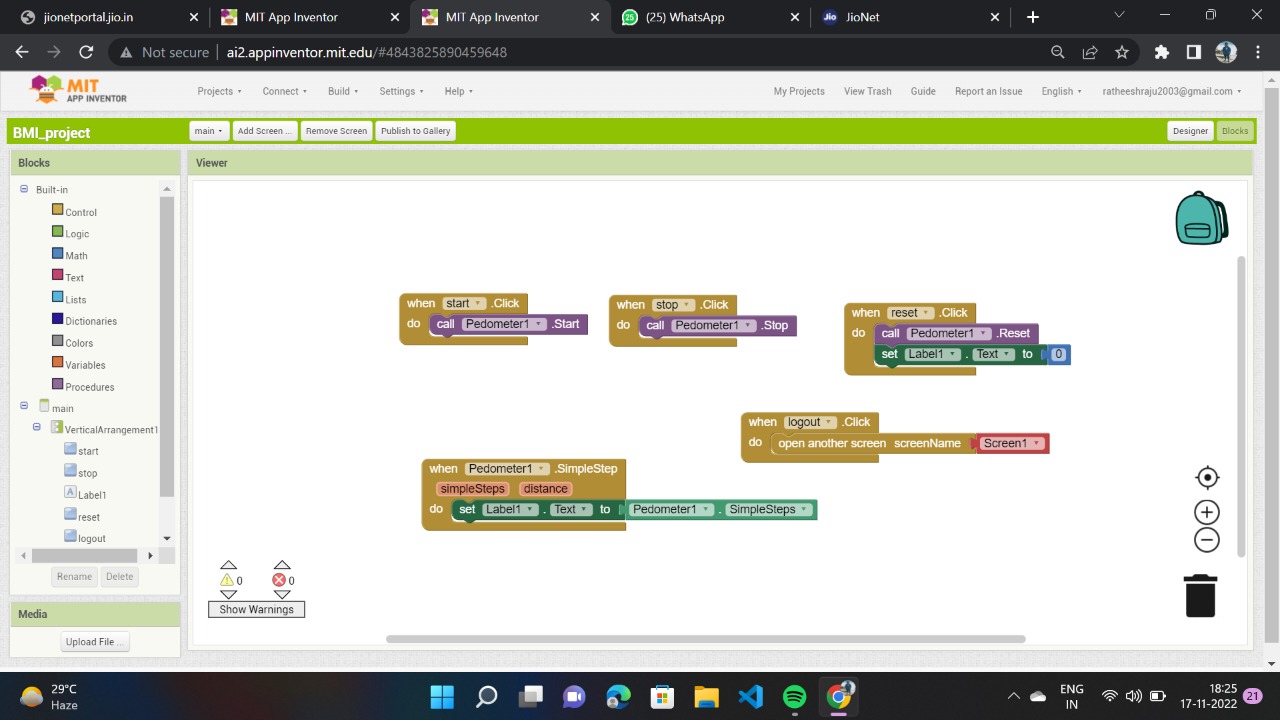 jionetportal.jio.in
MIT App Inventor
MIT App Inventor
25
(25) WhatsApp
Jio
JioNet
Not secure
ai2.appinventor.mit.edu/#4843825890459648
MIT
APP INVENTOR
Projects
Connect
Build
Settings
Help
My Projects
View Trash
Guide
Report an Issue
English
ratheeshraju2003@gmail.com
BMI_project
main
Add Screen ...
Remove Screen
Publish to Gallery
Designer
Blocks
Blocks
Built-in
Control
Logic
Math
Text
Lists
Dictionaries
Colors
Variables
Procedures
main
VerticalArrangement1
start
stop
A
Label1
reset
logout
Rename
Delete
Media
Upload File ...
Viewer
when start .Click
do call Pedometer1 .Start
when stop .Click
do call Pedometer1 .Stop
when reset .Click
do call Pedometer1 .Reset
set Label1 . Text to 0
when logout .Click
do open another screen screenName Screen1
when Pedometer1 .SimpleStep
simpleSteps distance
do set Label1 . Text to Pedometer1 . SimpleSteps
0
0
Show Warnings
29°C
Haze
ENG
IN
18:25
17-11-2022
21